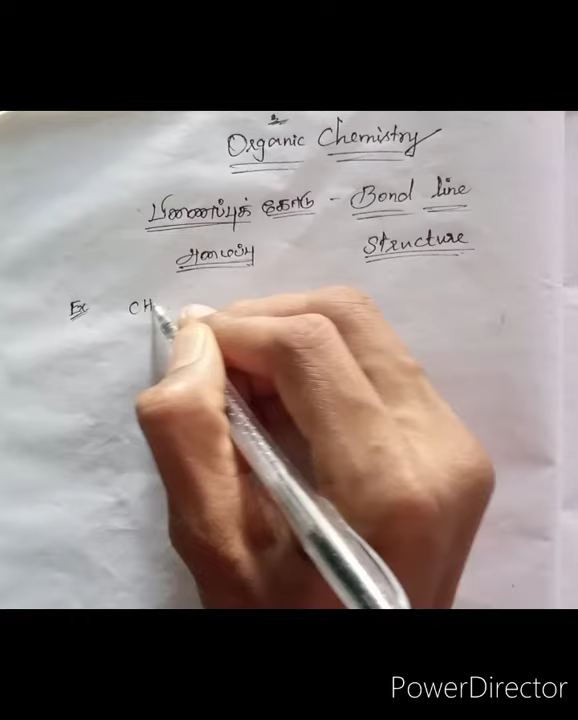 Organic Chemistry
பிணைப்புக் கோடு - Bond line
அமைப்பு Structure
Ex CH
PowerDirector